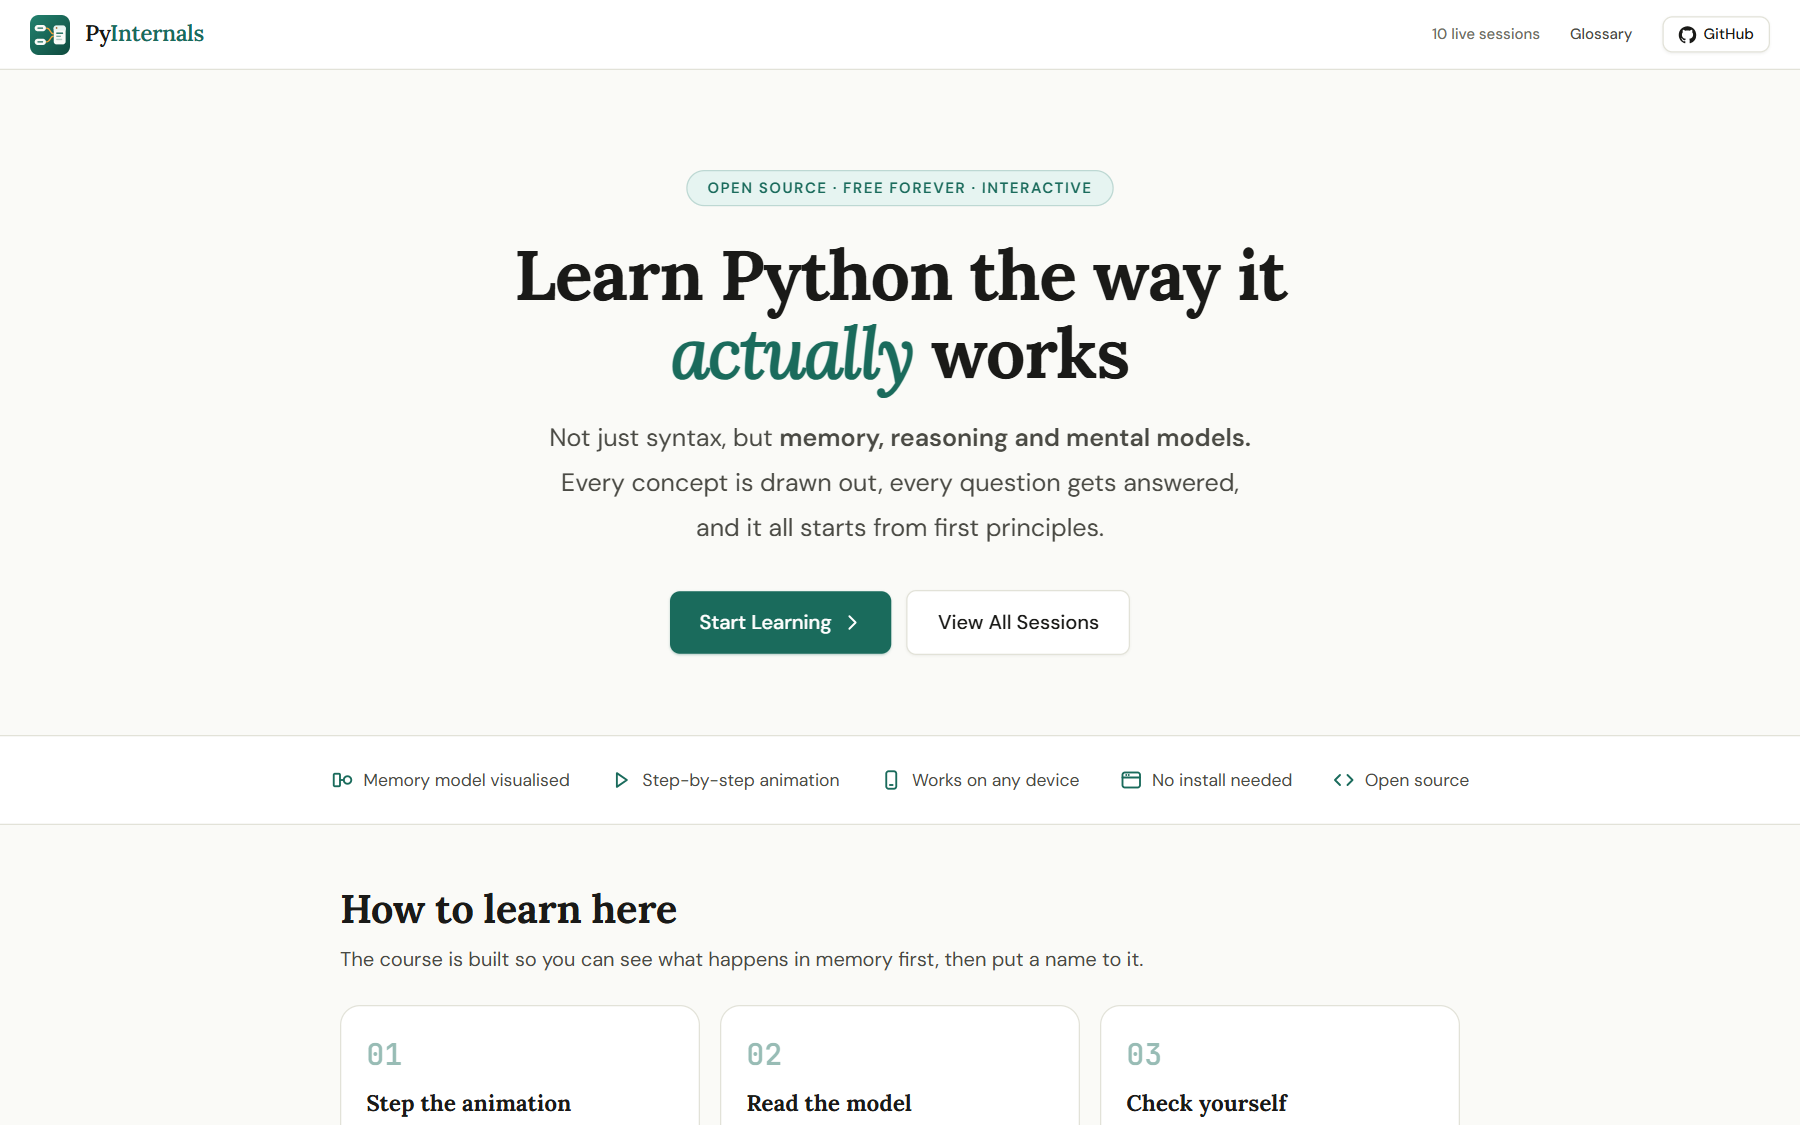 PyInternals
10 live sessions
Glossary
GitHub
OPEN SOURCE · FREE FOREVER · INTERACTIVE
Learn Python the way it
actually works
Not just syntax, but memory, reasoning and mental models.
Every concept is drawn out, every question gets answered,
and it all starts from first principles.
Start Learning
View All Sessions
Memory model visualised
Step-by-step animation
Works on any device
No install needed
Open source
How to learn here
The course is built so you can see what happens in memory first, then put a name to it.
01
Step the animation
02
Read the model
03
Check yourself